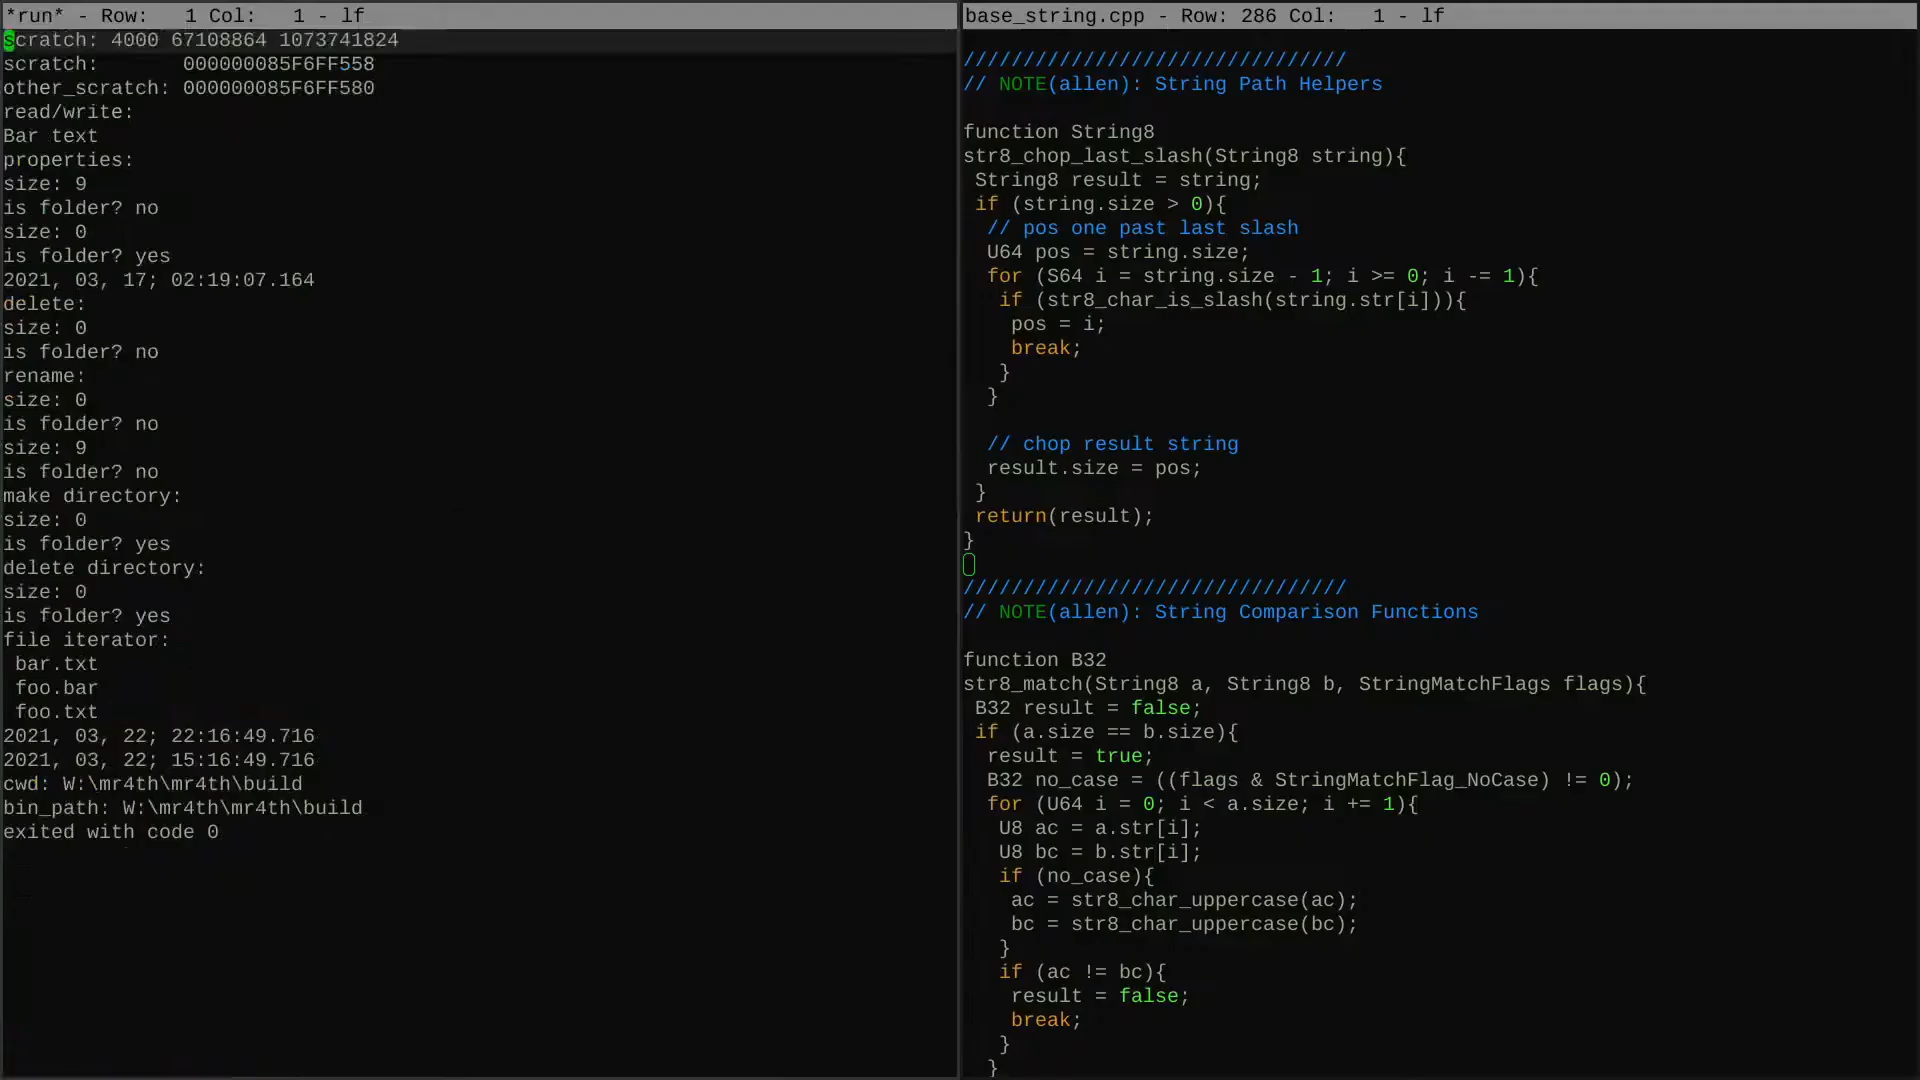 *run* - Row:   1 Col:   1 - lf
scratch: 4000 67108864 1073741824
scratch:       000000085F6FF558
other_scratch: 000000085F6FF580
read/write:
Bar text
properties:
size: 9
is folder? no
size: 0
is folder? yes
2021, 03, 17; 02:19:07.164
delete:
size: 0
is folder? no
rename:
size: 0
is folder? no
size: 9
is folder? no
make directory:
size: 0
is folder? yes
delete directory:
size: 0
is folder? yes
file iterator:
 bar.txt
 foo.bar
 foo.txt
2021, 03, 22; 22:16:49.716
2021, 03, 22; 15:16:49.716
cwd: W:\mr4th\mr4th\build
bin_path: W:\mr4th\mr4th\build
exited with code 0
base_string.cpp - Row: 286 Col:   1 - lf
////////////////////////////////
// NOTE(allen): String Path Helpers
function String8
str8_chop_last_slash(String8 string){
 String8 result = string;
 if (string.size > 0){
  // pos one past last slash
  U64 pos = string.size;
  for (S64 i = string.size - 1; i >= 0; i -= 1){
   if (str8_char_is_slash(string.str[i])){
    pos = i;
    break;
   }
  }
  // chop result string
  result.size = pos;
 }
 return(result);
}
////////////////////////////////
// NOTE(allen): String Comparison Functions
function B32
str8_match(String8 a, String8 b, StringMatchFlags flags){
 B32 result = false;
 if (a.size == b.size){
  result = true;
  B32 no_case = ((flags & StringMatchFlag_NoCase) != 0);
  for (U64 i = 0; i < a.size; i += 1){
   U8 ac = a.str[i];
   U8 bc = b.str[i];
   if (no_case){
    ac = str8_char_uppercase(ac);
    bc = str8_char_uppercase(bc);
   }
   if (ac != bc){
    result = false;
    break;
   }
  }